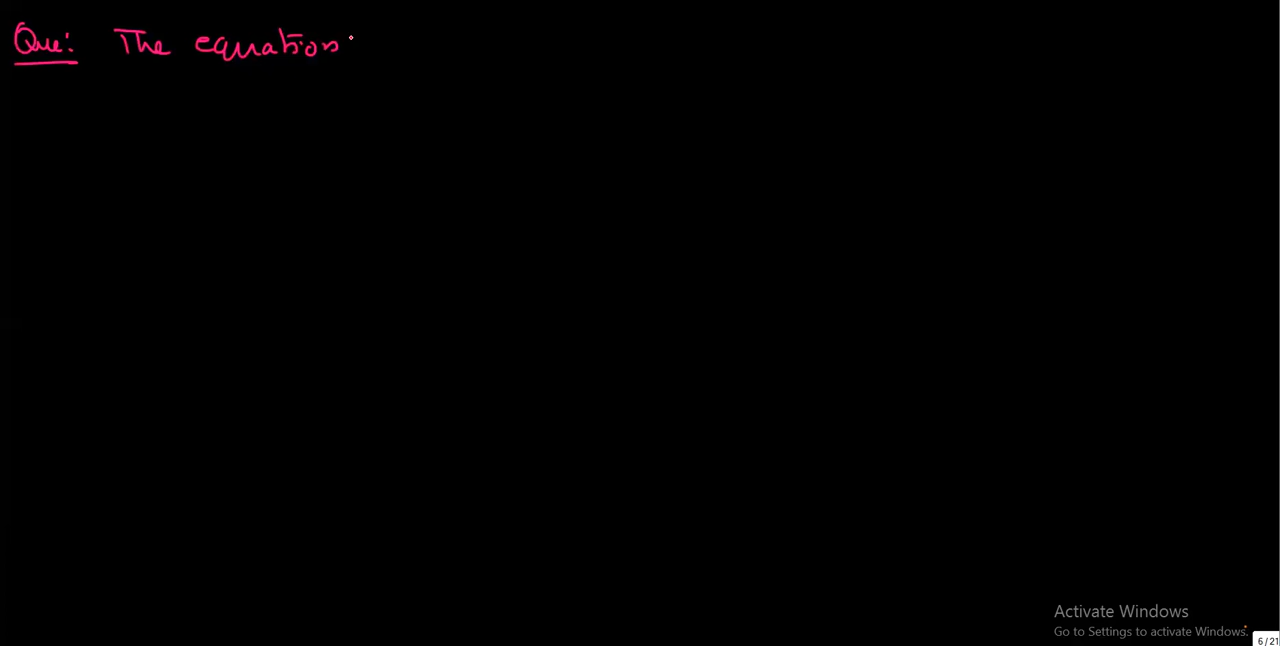 Que: The equation
Activate Windows
Go to Settings to activate Windows.
6 / 21